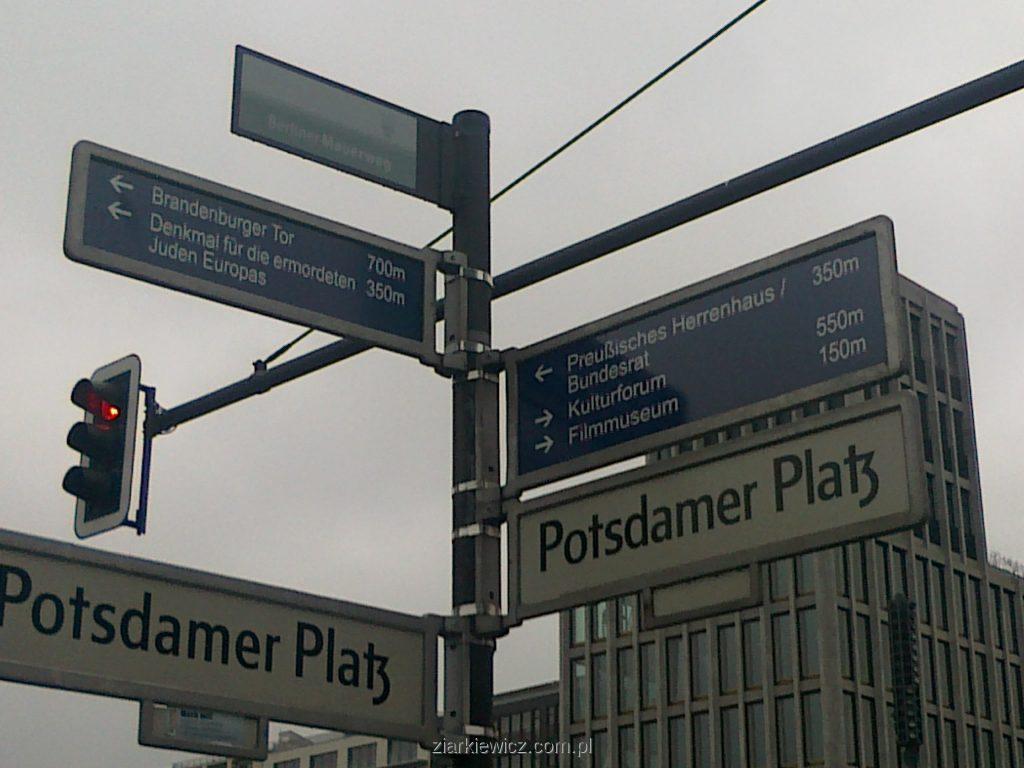 Berliner Mauerweg
← Brandenburger Tor 700m
← Denkmal für die ermordeten 350m
Juden Europas
← Preußisches Herrenhaus / 350m
Bundesrat
→ Kulturforum 550m
→ Filmmuseum 150m
Potsdamer Platz
Potsdamer Platz
ziarkiewicz.com.pl